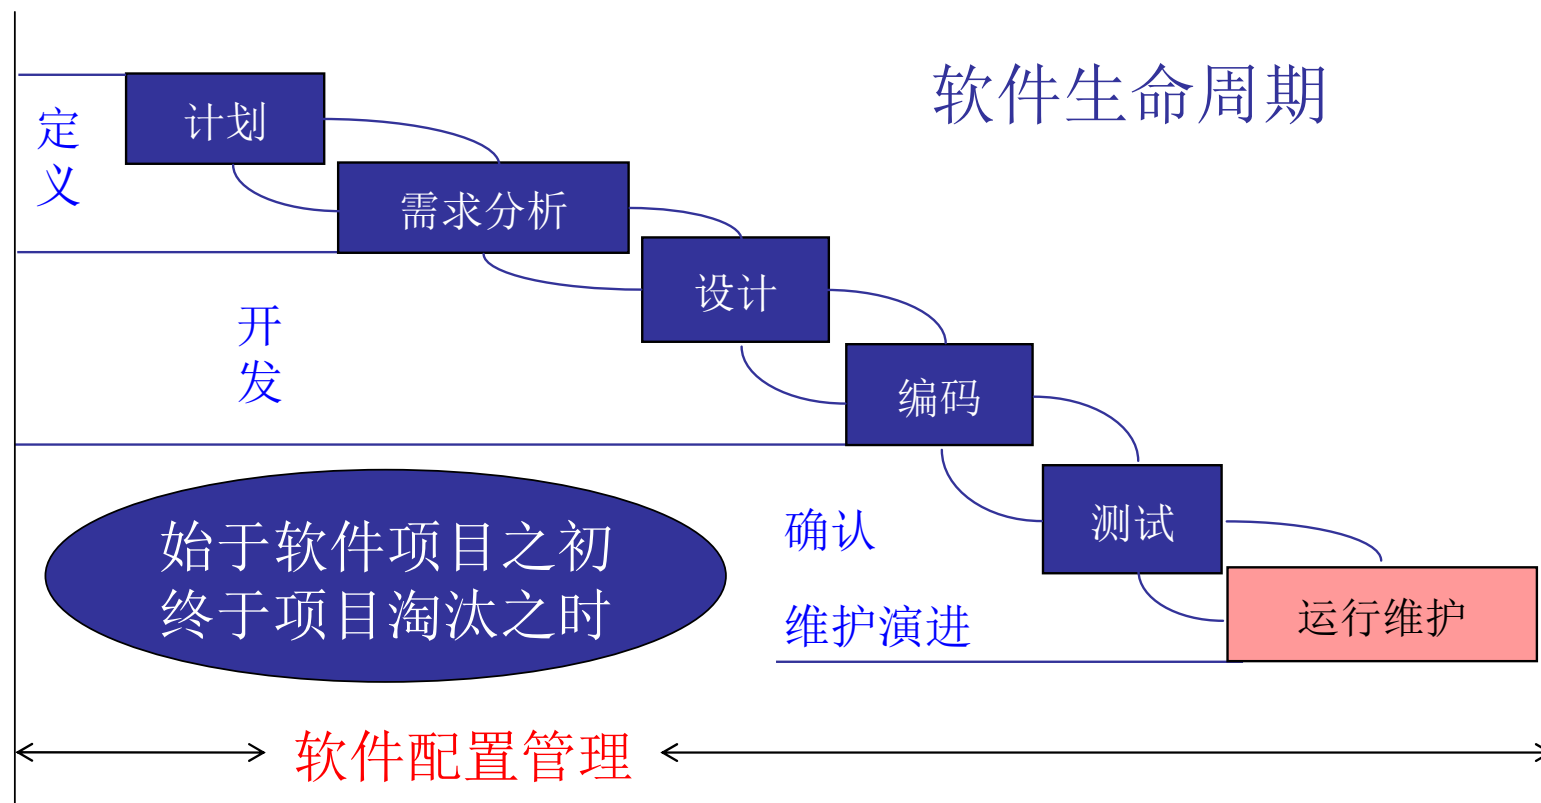 软件生命周期
计划
定
义
需求分析
设计
开
发
编码
确认
测试
始于软件项目之初
终于项目淘汰之时
维护演进
运行维护
软件配置管理